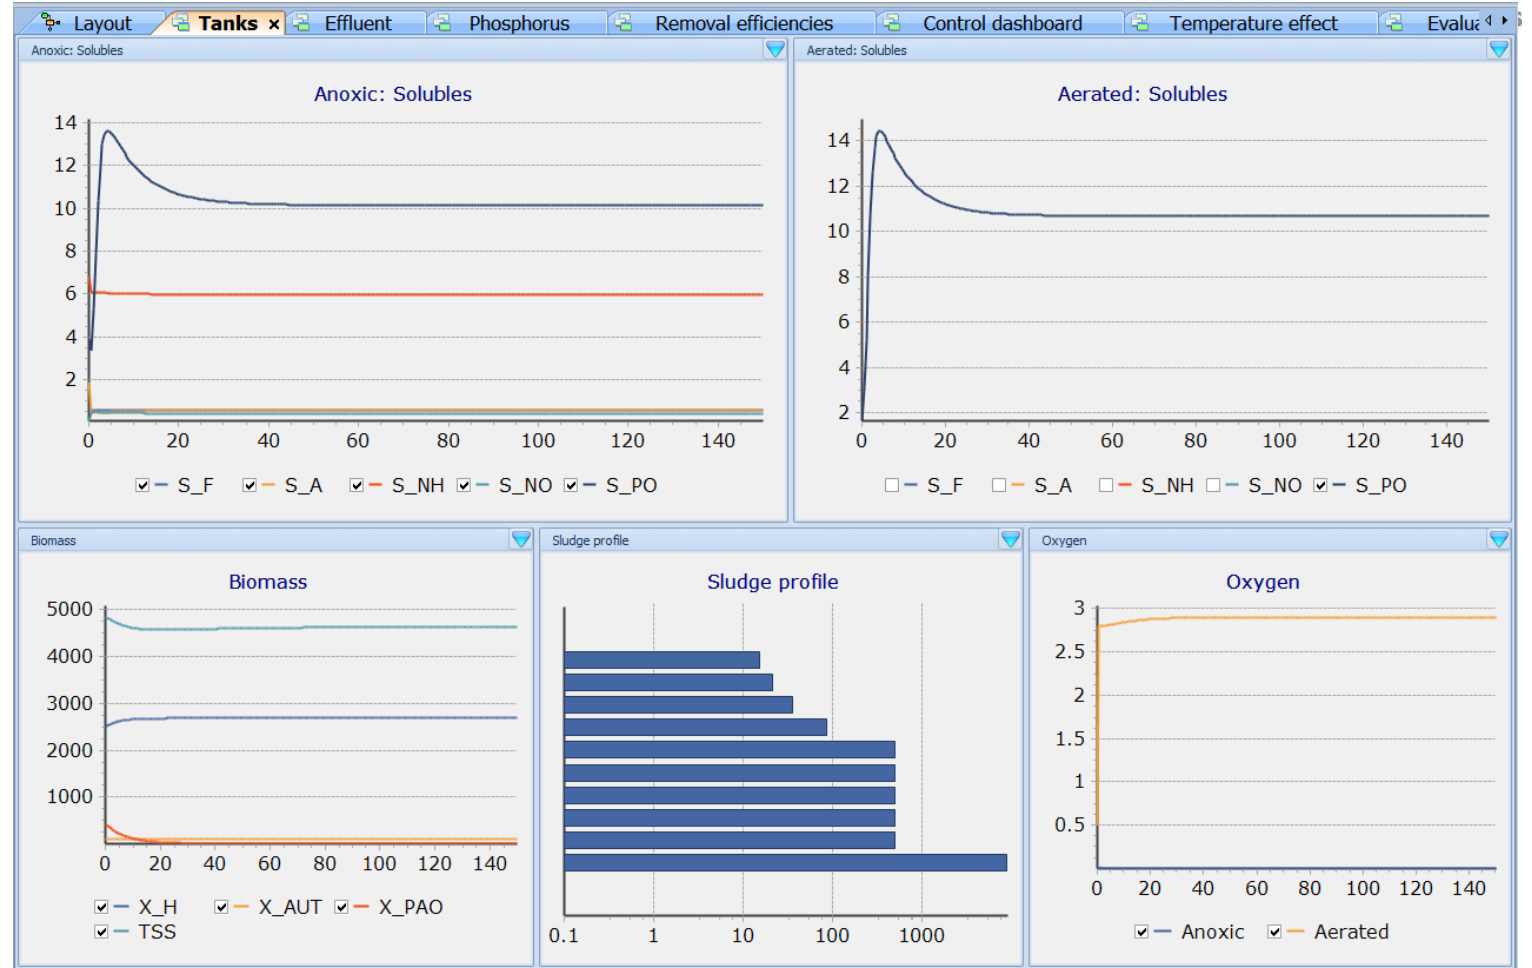 Layout Tanks x Effluent Phosphorus Removal efficiencies Control dashboard Temperature effect Evalua
Anoxic: Solubles
Aerated: Solubles
Anoxic: Solubles
14
12
10
8
6
4
2
0 20 40 60 80 100 120 140
S_F S_A S_NH S_NO S_PO
Aerated: Solubles
14
12
10
8
6
4
2
0 20 40 60 80 100 120 140
S_F S_A S_NH S_NO S_PO
Biomass
Sludge profile
Oxygen
Biomass
5000
4000
3000
2000
1000
0 20 40 60 80 100 120 140
X_H X_AUT X_PAO
TSS
Sludge profile
0.1 1 10 100 1000
Oxygen
3
2.5
2
1.5
1
0.5
0 20 40 60 80 100 120 140
Anoxic Aerated